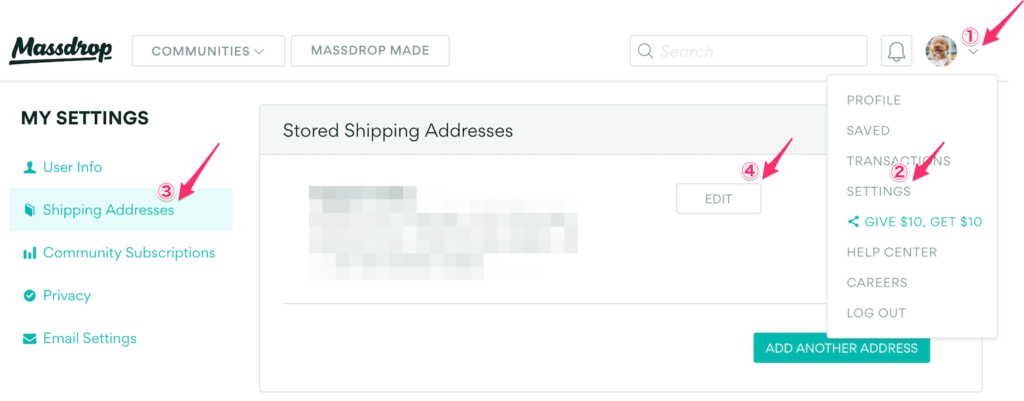 ①
Massdrop
COMMUNITIES
MASSDROP MADE
Search
MY SETTINGS
User Info
③
Shipping Addresses
Community Subscriptions
Privacy
Email Settings
Stored Shipping Addresses
④
EDIT
ADD ANOTHER ADDRESS
PROFILE
SAVED
TRANSACTIONS
②
SETTINGS
GIVE $10, GET $10
HELP CENTER
CAREERS
LOG OUT